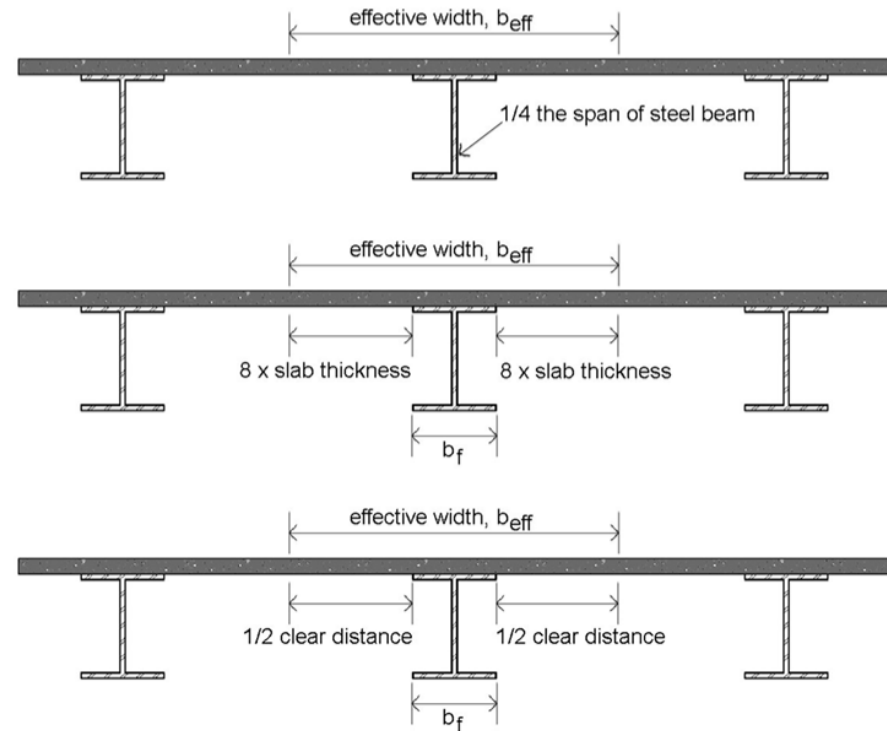 effective width, beff
1/4 the span of steel beam
effective width, beff
8 x slab thickness 8 x slab thickness
bf
effective width, beff
1/2 clear distance 1/2 clear distance
bf